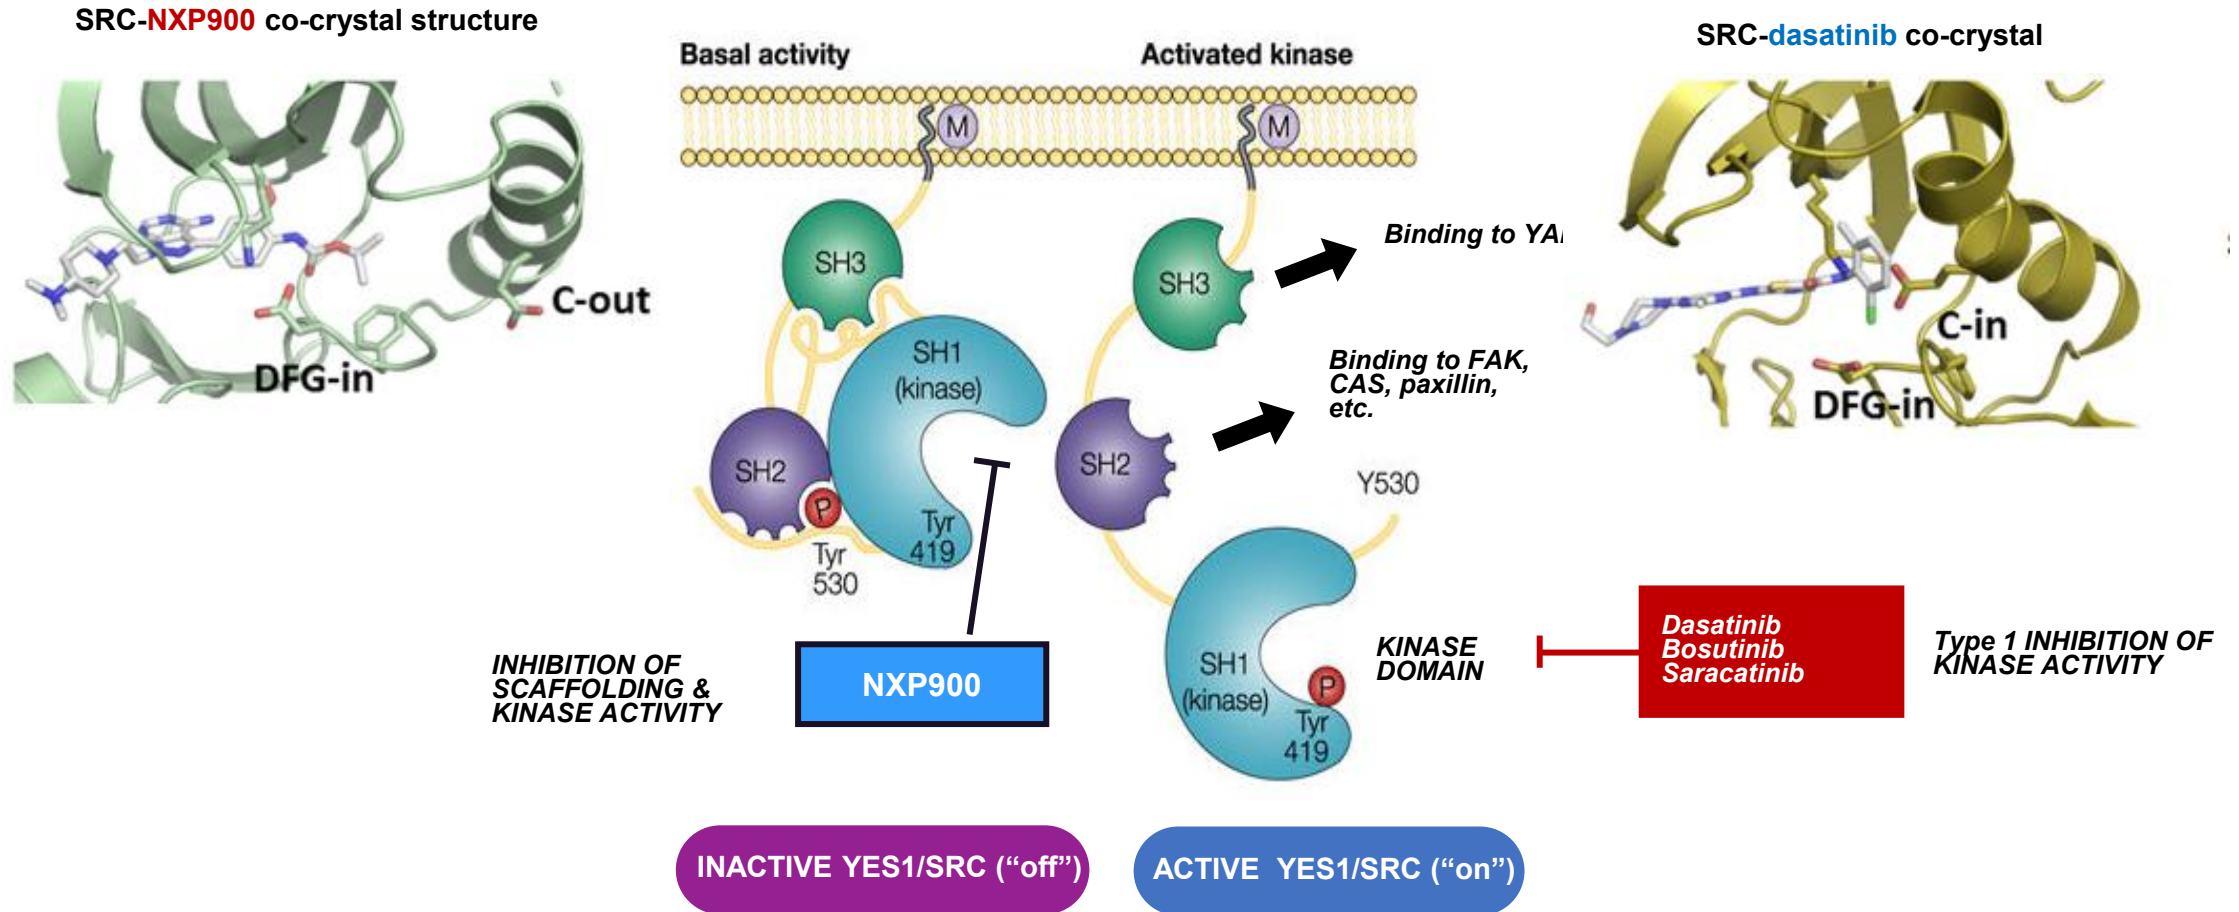 SRC-NXP900 co-crystal structure
C-out
DFG-in
Basal activity
Activated kinase
M
M
SH3
SH1
(kinase)
SH2
P
Tyr
419
Tyr
530
SH3
Binding to YA
Binding to FAK,
CAS, paxillin,
etc.
SH2
Y530
SH1
(kinase)
P
Tyr
419
KINASE
DOMAIN
INHIBITION OF
SCAFFOLDING &
KINASE ACTIVITY
NXP900
SRC-dasatinib co-crystal
C-in
DFG-in
Dasatinib
Bosutinib
Saracatinib
Type 1 INHIBITION OF
KINASE ACTIVITY
INACTIVE YES1/SRC (“off”)
ACTIVE YES1/SRC (“on”)